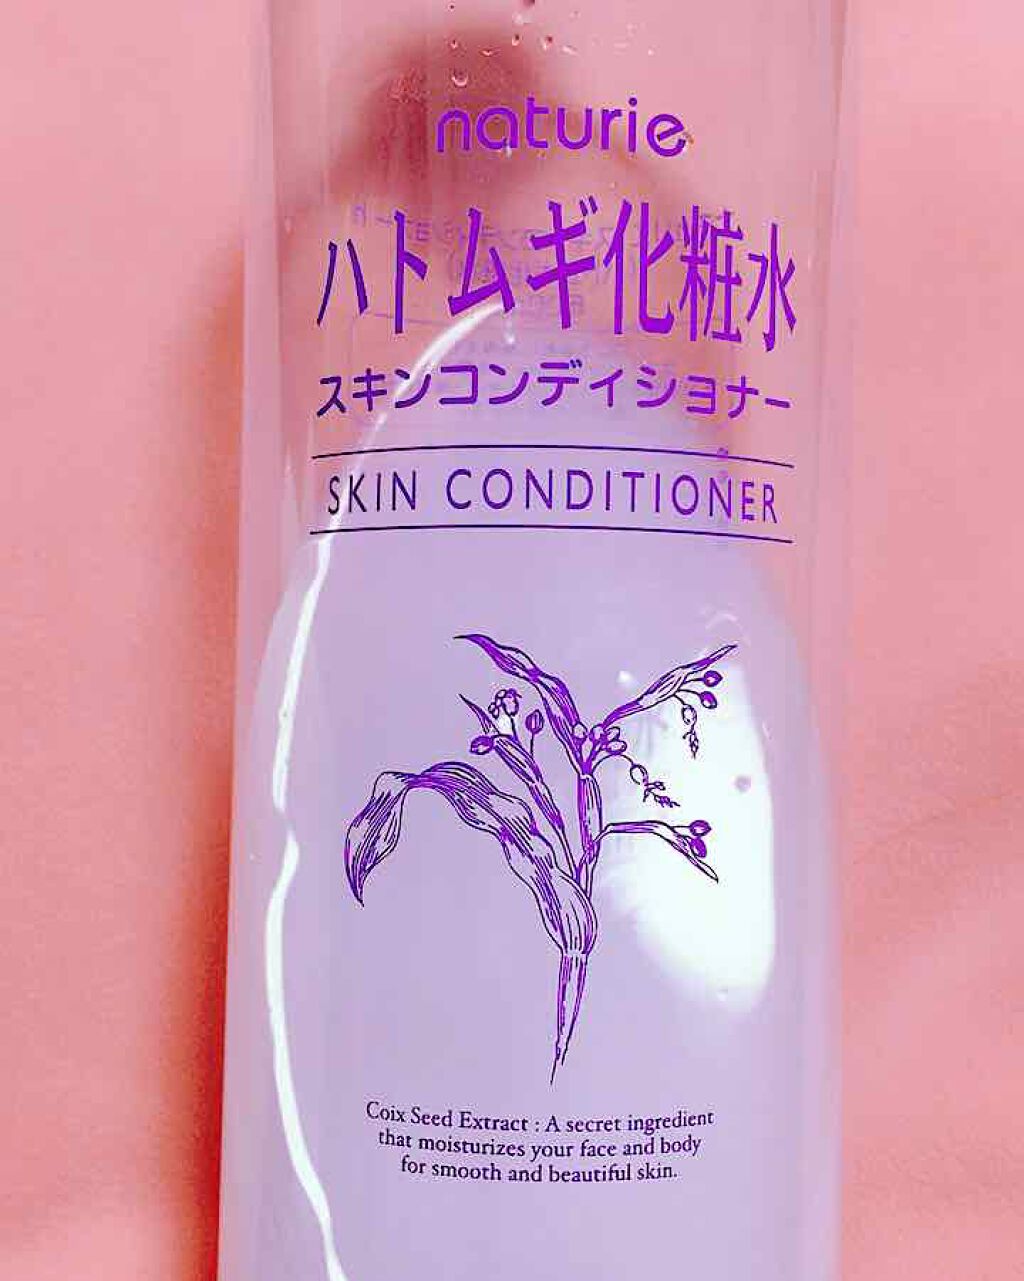 naturie
ハトムギ化粧水
スキンコンディショナー
SKIN CONDITIONER
Coix Seed Extract : A secret ingredient
that moisturizes your face and body
for smooth and beautiful skin.